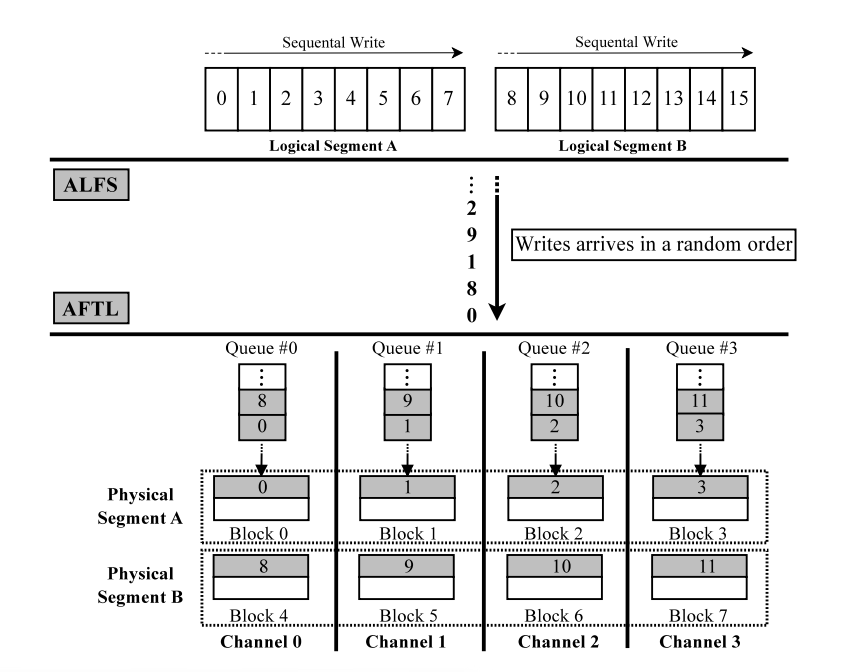 Sequental Write Sequental Write
0 1 2 3 4 5 6 7 8 9 10 11 12 13 14 15
Logical Segment A Logical Segment B
ALFS
⋮
2
9
1
8
0
Writes arrives in a random order
AFTL
Queue #0 Queue #1 Queue #2 Queue #3
⋮ ⋮ ⋮ ⋮
8 9 10 11
0 1 2 3
Physical Segment A
0 1 2 3
Block 0 Block 1 Block 2 Block 3
Physical Segment B
8 9 10 11
Block 4 Block 5 Block 6 Block 7
Channel 0 Channel 1 Channel 2 Channel 3